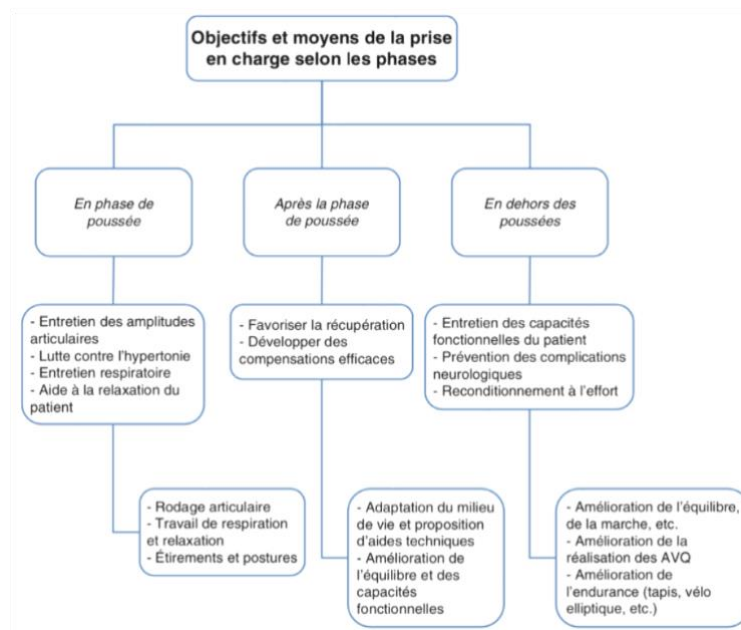 Objectifs et moyens de la prise
en charge selon les phases
En phase de
poussée
Après la phase
de poussée
En dehors des
poussées
- Entretien des amplitudes
articulaires
- Lutte contre l'hypertonie
- Entretien respiratoire
- Aide à la relaxation du
patient
- Favoriser la récupération
- Développer des
compensations efficaces
- Entretien des capacités
fonctionnelles du patient
- Prévention des complications
neurologiques
- Reconditionnement à l'effort
- Rodage articulaire
- Travail de respiration
et relaxation
- Étirements et postures
- Adaptation du milieu
de vie et proposition
d'aides techniques
- Amélioration de
l'équilibre et des
capacités
fonctionnelles
- Amélioration de l'équilibre,
de la marche, etc.
- Amélioration de la
réalisation des AVQ
- Amélioration de
l'endurance (tapis, vélo
elliptique, etc.)